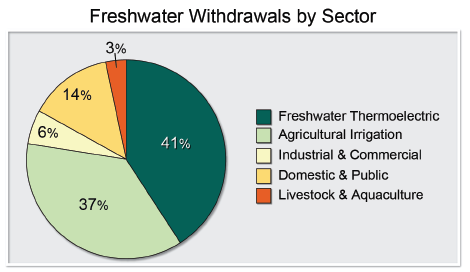 Freshwater Withdrawals by Sector
3%
14%
6%
41%
37%
Freshwater Thermoelectric
Agricultural Irrigation
Industrial & Commercial
Domestic & Public
Livestock & Aquaculture